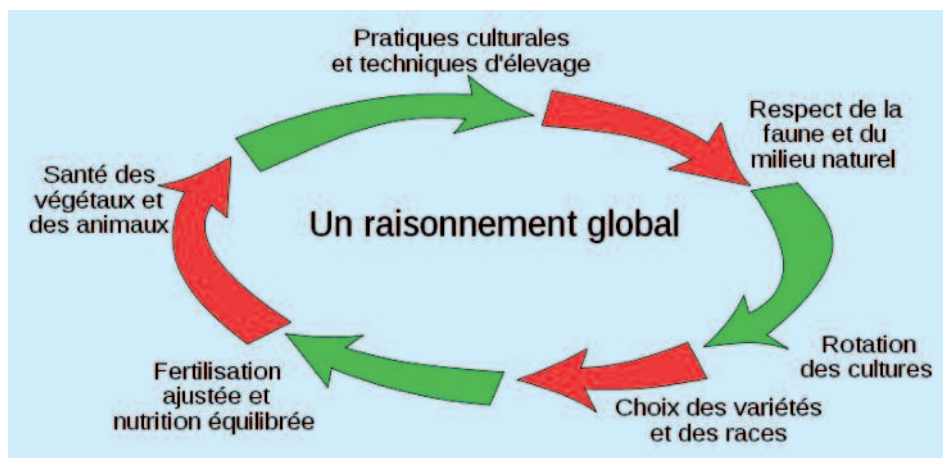 Pratiques culturales
et techniques d'élevage
Respect de la
faune et du
milieu naturel
Santé des
végétaux et
des animaux
Un raisonnement global
Rotation
des cultures
Fertilisation
ajustée et
nutrition équilibrée
Choix des variétés
et des races